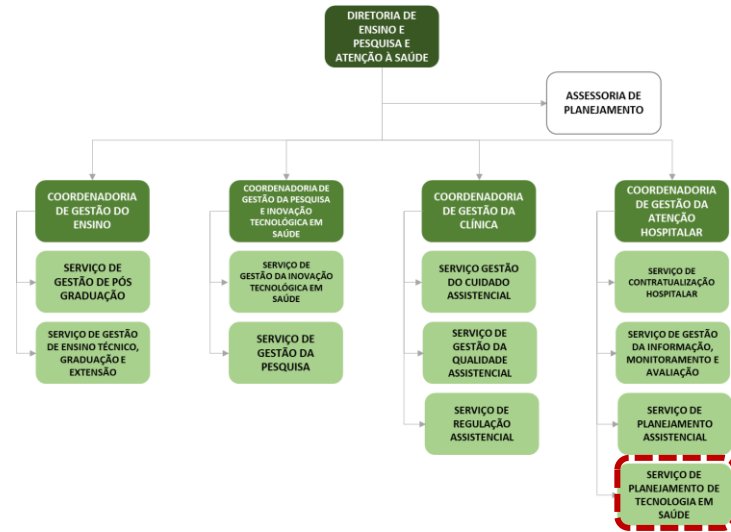 DIRETORIA DE
ENSINO E
PESQUISA E
ATENÇÃO À SAÚDE
ASSESSORIA DE
PLANEJAMENTO
COORDENADORIA
DE GESTÃO DO
ENSINO
SERVIÇO DE
GESTÃO DE PÓS
GRADUAÇÃO
SERVIÇO DE GESTÃO
DE ENSINO TÉCNICO,
GRADUAÇÃO E
EXTENSÃO
COORDENADORIA DE
GESTÃO DA PESQUISA
E INOVAÇÃO
TECNOLÓGICA EM
SAÚDE
SERVIÇO DE
GESTÃO DA INOVAÇÃO
TECNOLÓGICA EM
SAÚDE
SERVIÇO DE
GESTÃO DA
PESQUISA
COORDENADORIA
DE GESTÃO DA
CLÍNICA
SERVIÇO GESTÃO
DO CUIDADO
ASSISTENCIAL
SERVIÇO DE
GESTÃO DA
QUALIDADE
ASSISTENCIAL
SERVIÇO DE
REGULAÇÃO
ASSISTENCIAL
COORDENADORIA
DE GESTÃO DA
ATENÇÃO
HOSPITALAR
SERVIÇO DE
CONTRATUALIZAÇÃO
HOSPITALAR
SERVIÇO DE GESTÃO
DA INFORMAÇÃO,
MONITORAMENTO E
AVALIAÇÃO
SERVIÇO DE
PLANEJAMENTO
ASSISTENCIAL
SERVIÇO DE
PLANEJAMENTO DE
TECNOLOGIA EM
SAÚDE